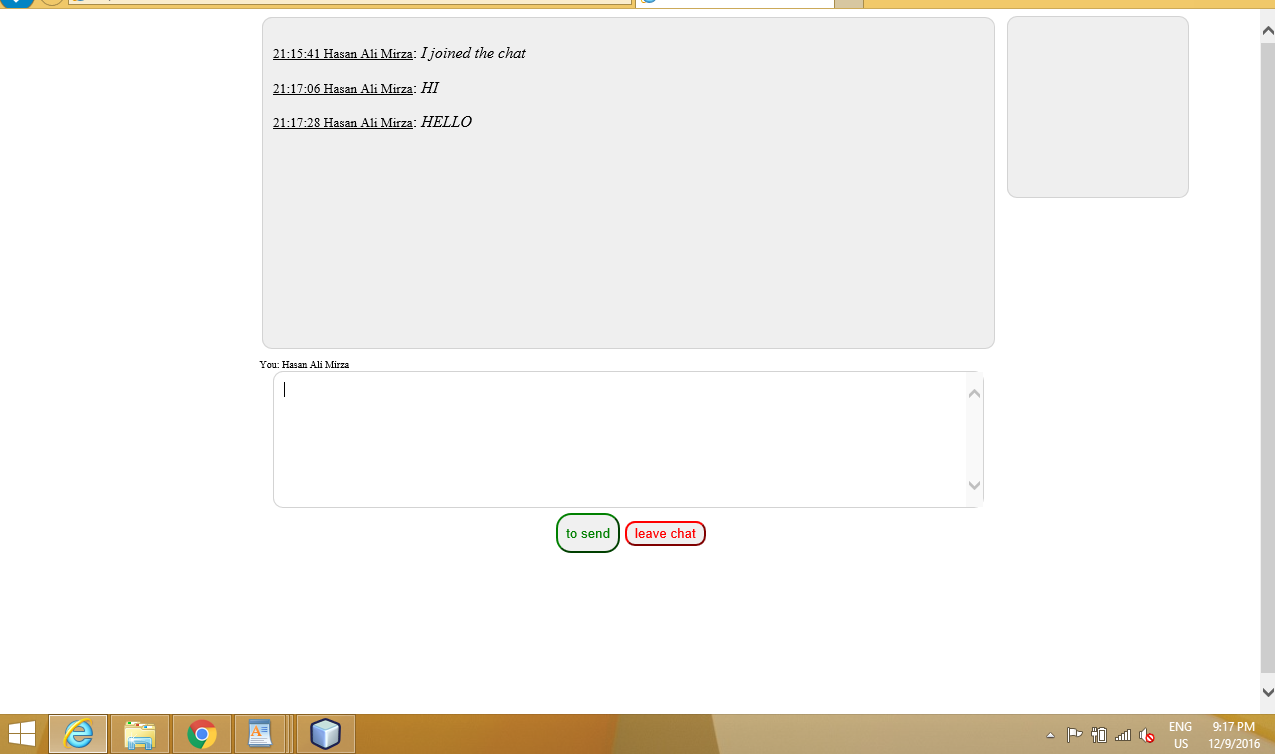 21:15:41 Hasan Ali Mirza: I joined the chat
21:17:06 Hasan Ali Mirza: HI
21:17:28 Hasan Ali Mirza: HELLO
You: Hasan Ali Mirza
to send
leave chat
ENG
9:17 PM
US
12/9/2016